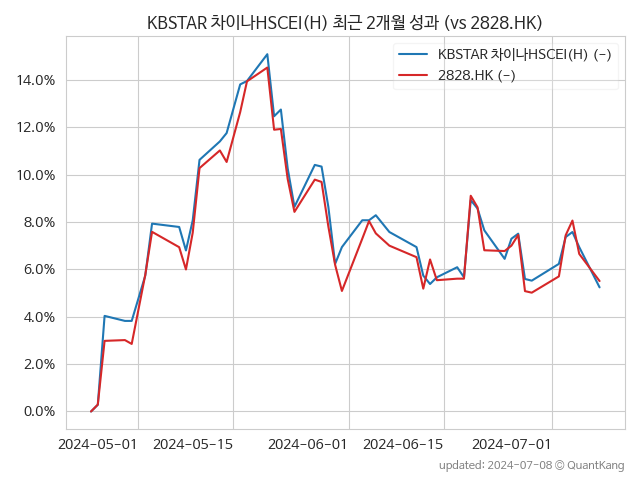 KBSTAR 차이나HSCEI(H) 최근 2개월 성과 (vs 2828.HK)
KBSTAR 차이나HSCEI(H) (-)
2828.HK (-)
14.0%
12.0%
10.0%
8.0%
6.0%
4.0%
2.0%
0.0%
2024-05-01 2024-05-15 2024-06-01 2024-06-15 2024-07-01
updated: 2024-07-08 © QuantKang